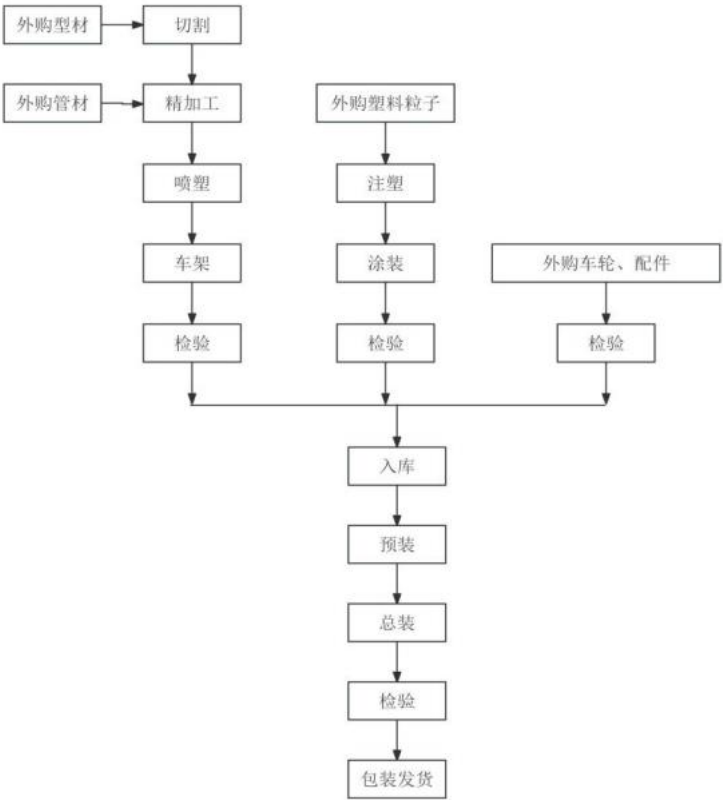 外购型材
切割
外购管材
精加工
外购塑料粒子
喷塑
注塑
车架
涂装
外购车轮、配件
检验
检验
检验
入库
预装
总装
检验
包装发货